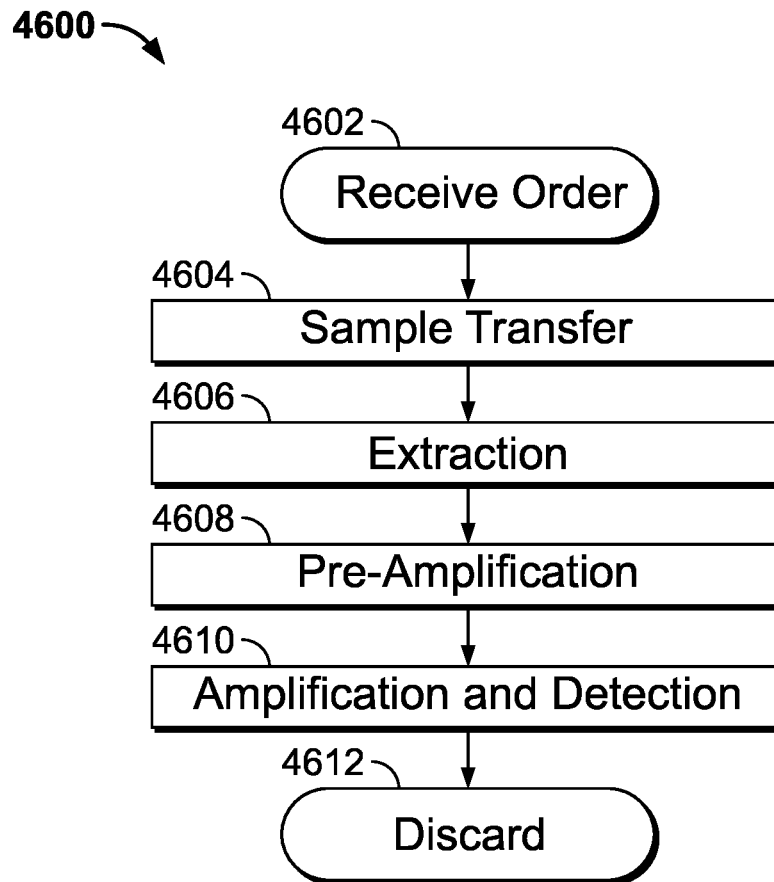 4600
4602
Receive Order
4604
Sample Transfer
4606
Extraction
4608
Pre-Amplification
4610
Amplification and Detection
4612
Discard